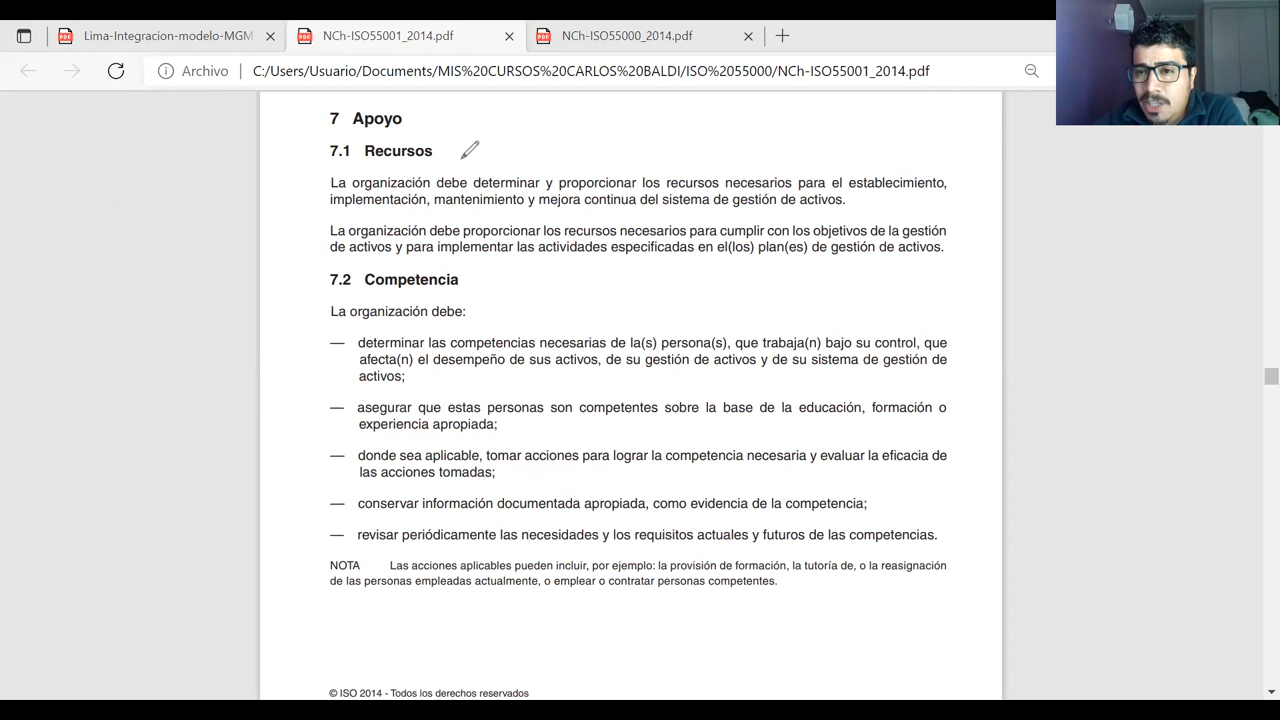 Lima-Integracion-modelo-MGM
NCh-ISO55001_2014.pdf
NCh-ISO55000_2014.pdf
Archivo
C:/Users/Usuario/Documents/MIS%20CURSOS%20CARLOS%20BALDI/ISO%2055000/NCh-ISO55001_2014.pdf
7 Apoyo
7.1 Recursos
La organización debe determinar y proporcionar los recursos necesarios para el establecimiento,
implementación, mantenimiento y mejora continua del sistema de gestión de activos.
La organización debe proporcionar los recursos necesarios para cumplir con los objetivos de la gestión
de activos y para implementar las actividades especificadas en el(los) plan(es) de gestión de activos.
7.2 Competencia
La organización debe:
— determinar las competencias necesarias de la(s) persona(s), que trabaja(n) bajo su control, que
afecta(n) el desempeño de sus activos, de su gestión de activos y de su sistema de gestión de
activos;
— asegurar que estas personas son competentes sobre la base de la educación, formación o
experiencia apropiada;
— donde sea aplicable, tomar acciones para lograr la competencia necesaria y evaluar la eficacia de
las acciones tomadas;
— conservar información documentada apropiada, como evidencia de la competencia;
— revisar periódicamente las necesidades y los requisitos actuales y futuros de las competencias.
NOTA Las acciones aplicables pueden incluir, por ejemplo: la provisión de formación, la tutoría de, o la reasignación
de las personas empleadas actualmente, o emplear o contratar personas competentes.
© ISO 2014 - Todos los derechos reservados